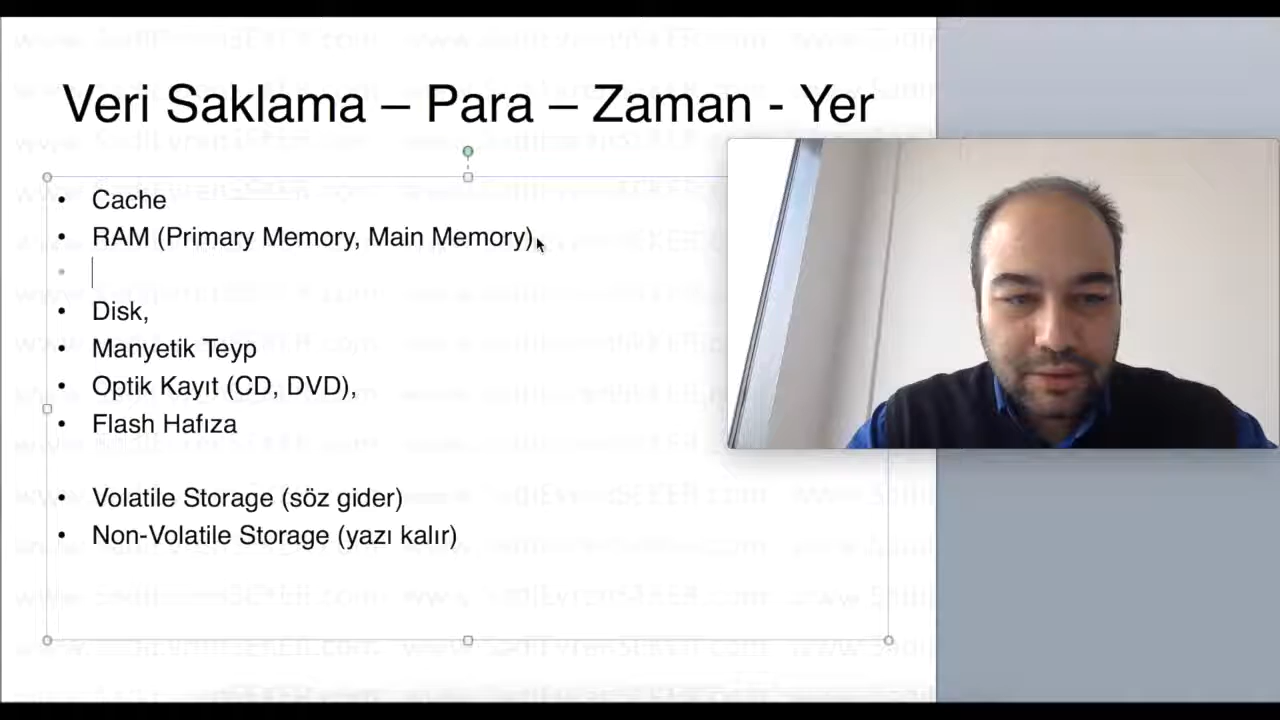 Veri Saklama – Para – Zaman - Yer
• Cache
• RAM (Primary Memory, Main Memory)
•
• Disk,
• Manyetik Teyp
• Optik Kayıt (CD, DVD),
• Flash Hafıza
• Volatile Storage (söz gider)
• Non-Volatile Storage (yazı kalır)